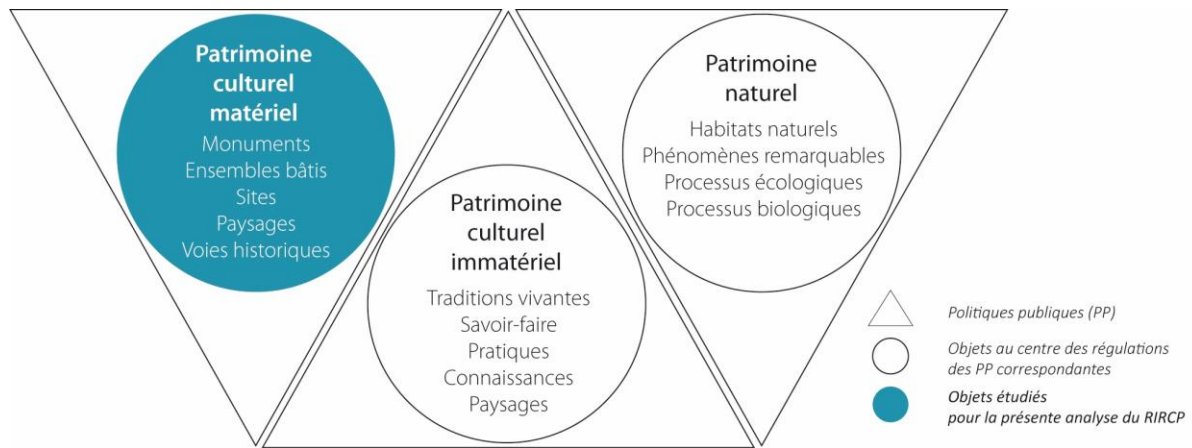 Patrimoine
culturel
matériel
Monuments
Ensembles bâtis
Sites
Paysages
Voies historiques
Patrimoine
culturel
immatériel
Traditions vivantes
Savoir-faire
Pratiques
Connaissances
Paysages
Patrimoine
naturel
Habitats naturels
Phénomènes remarquables
Processus écologiques
Processus biologiques
Politiques publiques (PP)
Objets au centre des régulations
des PP correspondantes
Objets étudiés
pour la présente analyse du RIRCP